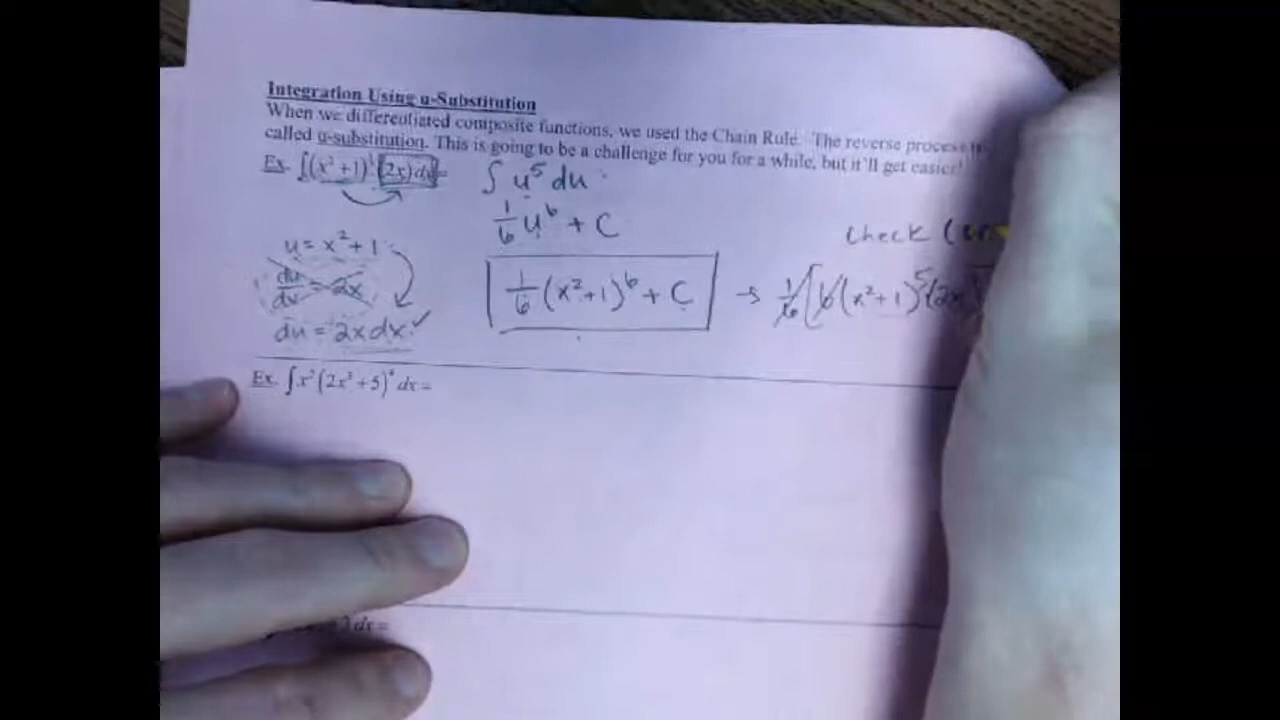 Integration Using u-Substitution
When we differentiated composite functions, we used the Chain Rule. The reverse process is
called u-substitution. This is going to be a challenge for you for a while, but it'll get easier!
Ex. ∫(x² + 1)⁵(2x)dx =
∫ u⁵ du
1/6 u⁶ + C
Check
u = x² + 1
du/dx = 2x
1/6 (x² + 1)⁶ + C → 1/6 [6(x² + 1)⁵(2x)
du = 2x dx ✓
Ex. ∫x²(2x³ + 5)⁴ dx =
dx =